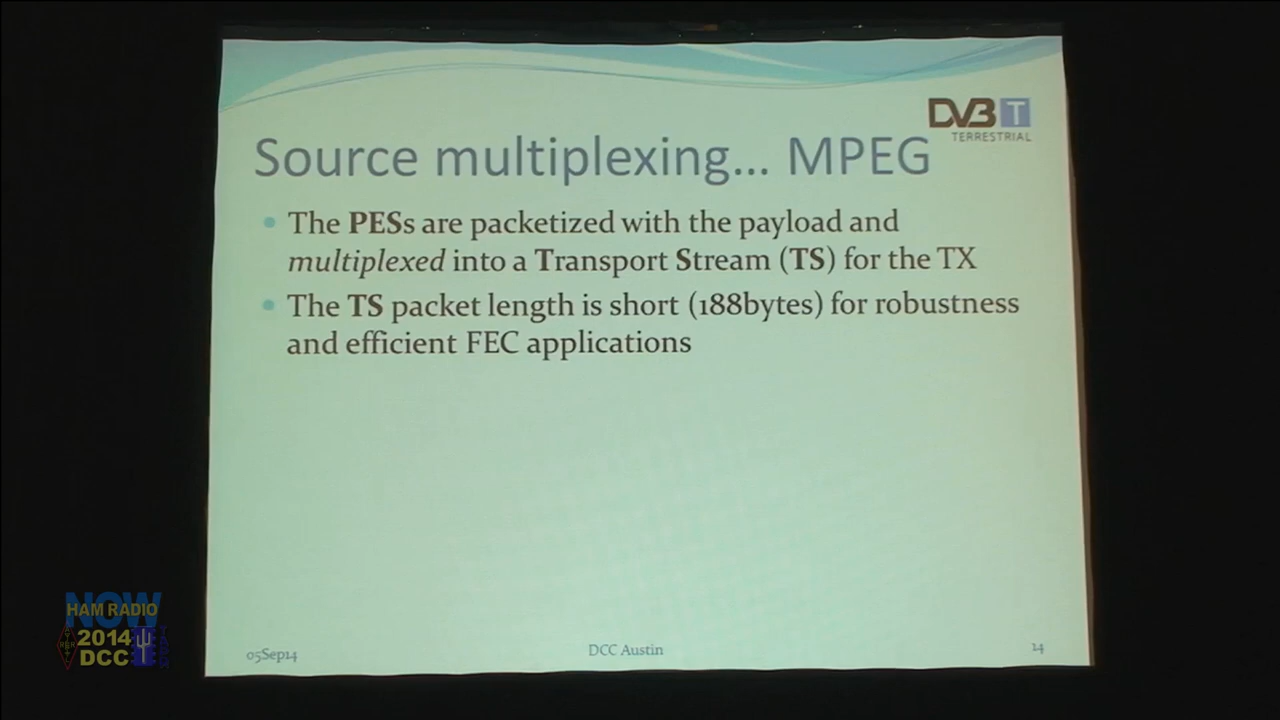 DVB T
TERRESTRIAL
Source multiplexing... MPEG
The PESs are packetized with the payload and
multiplexed into a Transport Stream (TS) for the TX
The TS packet length is short (188bytes) for robustness
and efficient FEC applications
05Sep14
DCC Austin
14
NOW
HAM RADIO
2014
DCC